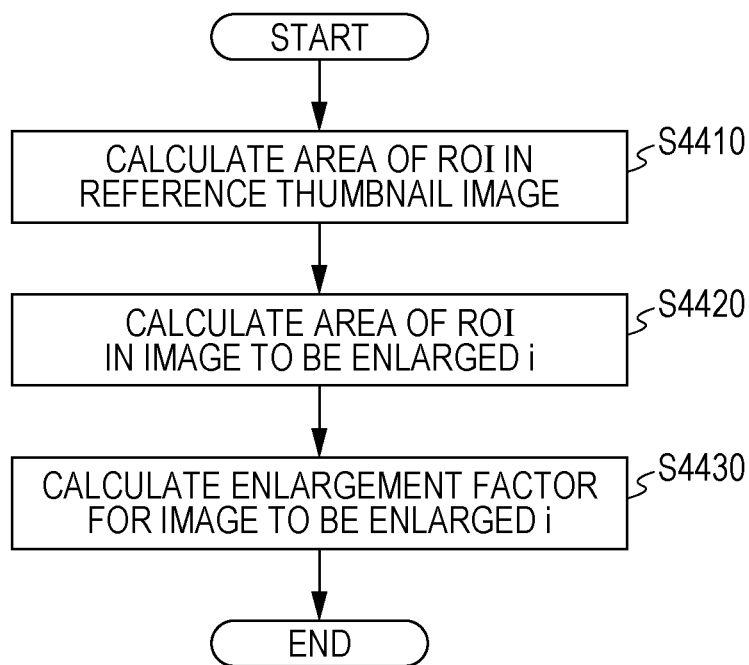 START
S4410
CALCULATE AREA OF ROI IN
REFERENCE THUMBNAIL IMAGE
S4420
CALCULATE AREA OF ROI
IN IMAGE TO BE ENLARGED i
S4430
CALCULATE ENLARGEMENT FACTOR
FOR IMAGE TO BE ENLARGED i
END